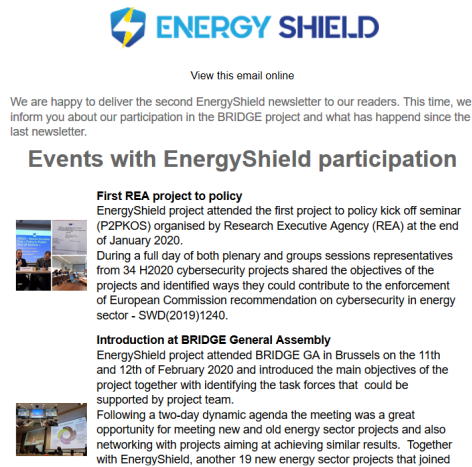 ENERGY SHIELD
View this email online
We are happy to deliver the second EnergyShield newsletter to our readers. This time, we
inform you about our participation in the BRIDGE project and what has happend since the
last newsletter.
Events with EnergyShield participation
First REA project to policy
EnergyShield project attended the first project to policy kick off seminar
(P2PKOS) organised by Research Executive Agency (REA) at the end
of January 2020.
During a full day of both plenary and groups sessions representatives
from 34 H2020 cybersecurity projects shared the objectives of the
projects and identified ways they could contribute to the enforcement
of European Commission recommendation on cybersecurity in energy
sector - SWD(2019)1240.
Introduction at BRIDGE General Assembly
EnergyShield project attended BRIDGE GA in Brussels on the 11th
and 12th of February 2020 and introduced the main objectives of the
project together with identifying the task forces that could be
supported by project team.
Following a two-day dynamic agenda the meeting was a great
opportunity for meeting new and old energy sector projects and also
networking with projects aiming at achieving similar results. Together
with EnergyShield, another 19 new energy sector projects that joined